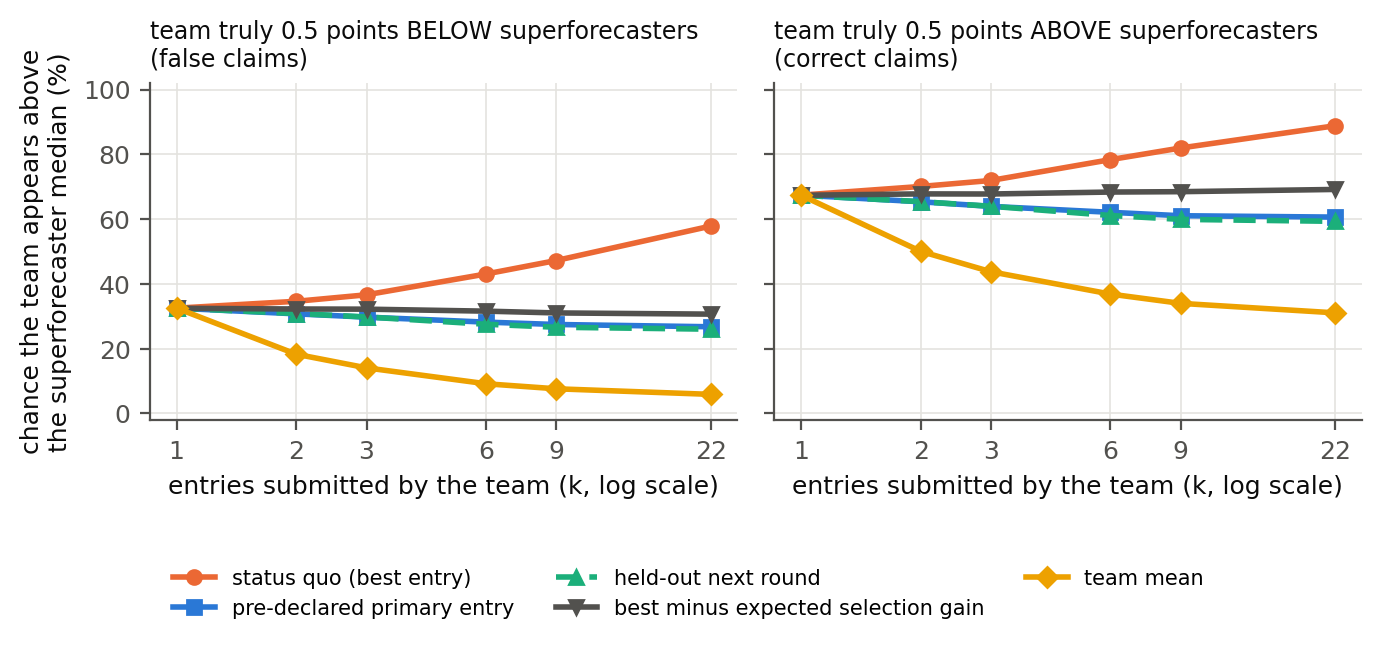 team truly 0.5 points BELOW superforecasters
(false claims)
team truly 0.5 points ABOVE superforecasters
(correct claims)
chance the team appears above
the superforecaster median (%)
100
80
60
40
20
0
1
2
3
6
9
22
entries submitted by the team (k, log scale)
1
2
3
6
9
22
entries submitted by the team (k, log scale)
status quo (best entry)
pre-declared primary entry
held-out next round
best minus expected selection gain
team mean